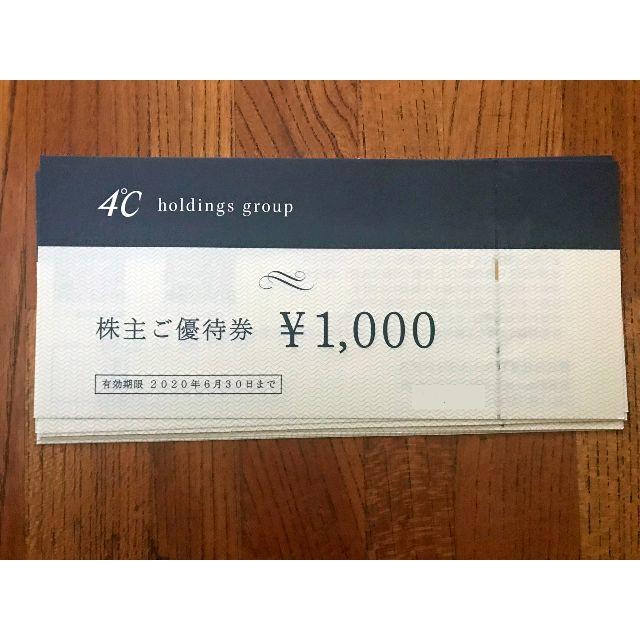 4℃ holdings group
株主ご優待券 ¥1,000
有効期限 2020年6月30日まで